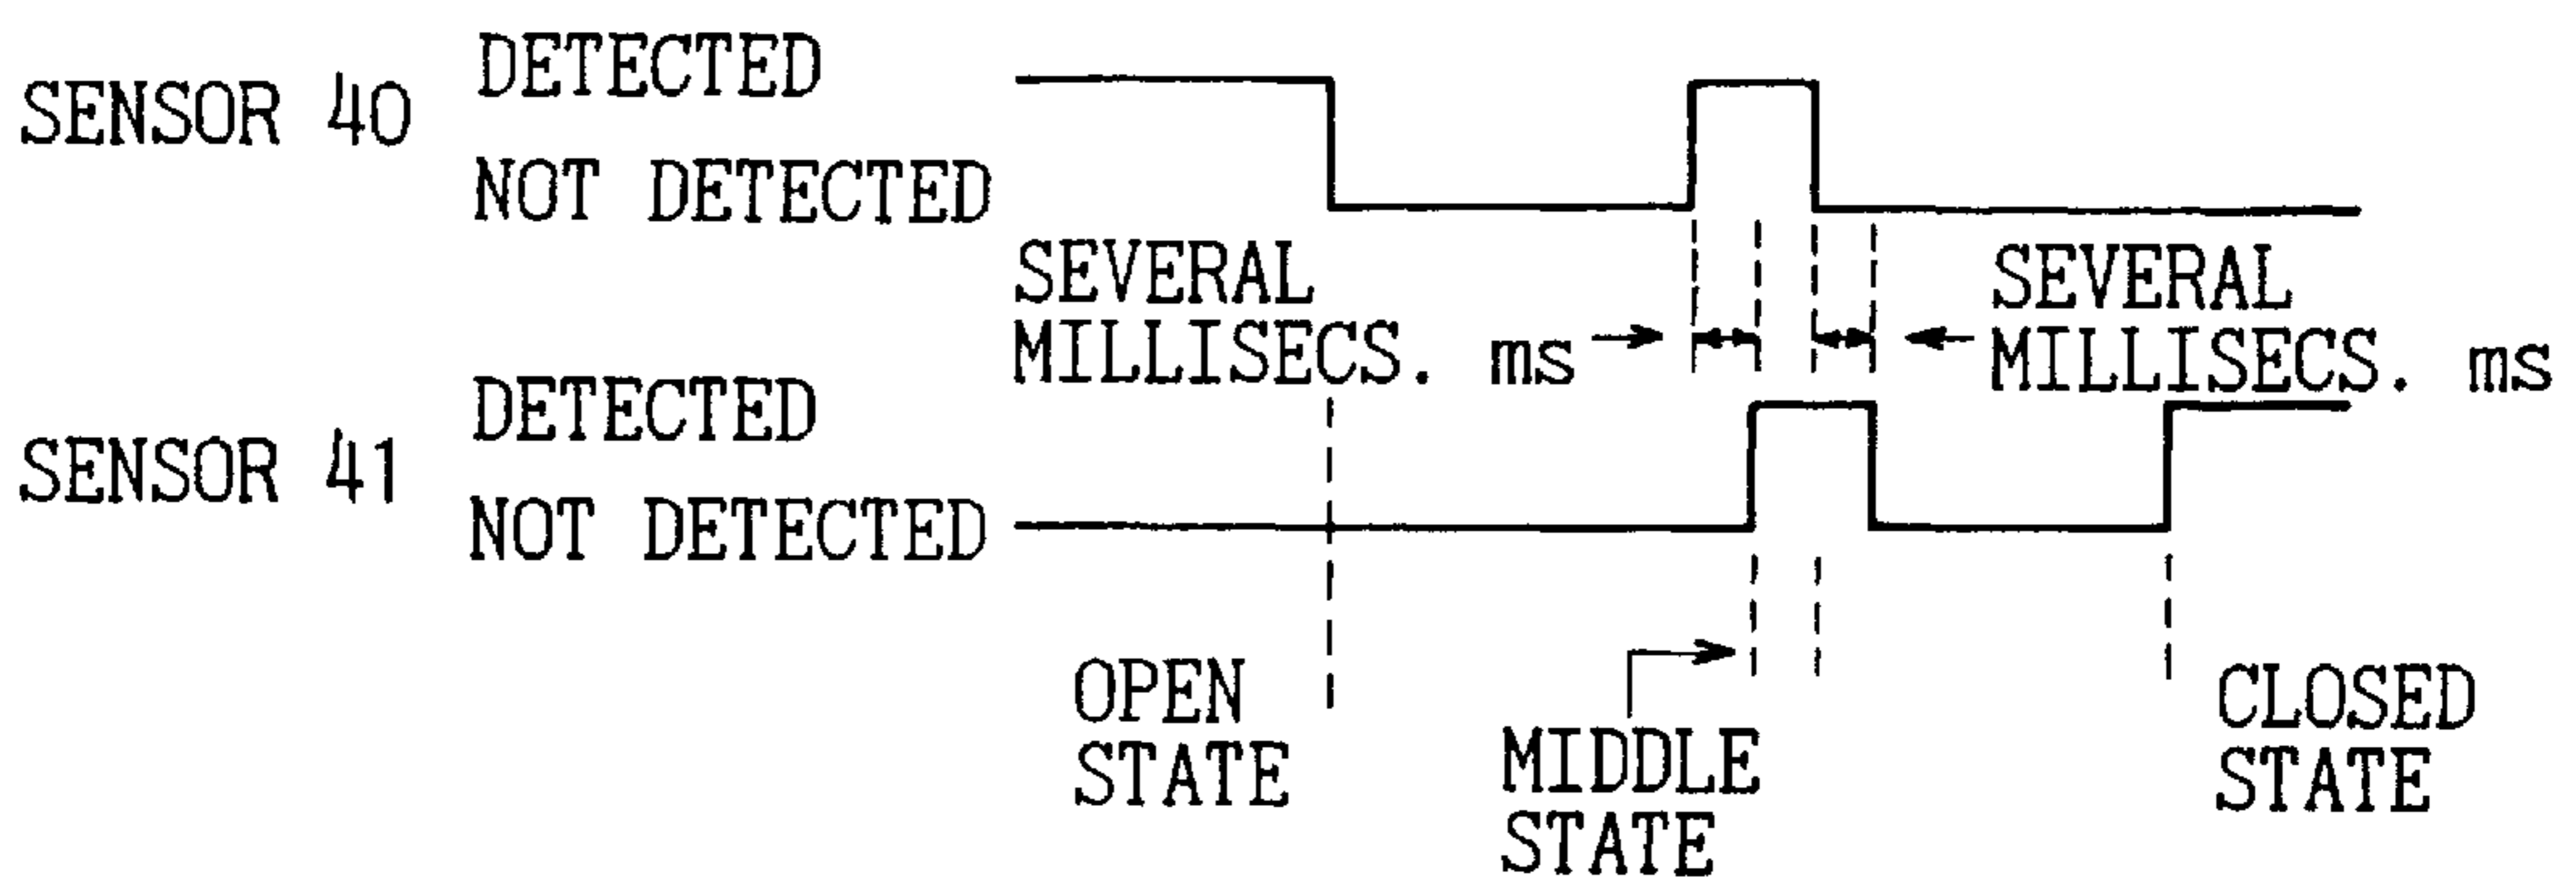 SENSOR 40
DETECTED
NOT DETECTED
SEVERAL
MILLISECS. ms
SEVERAL
MILLISECS. ms
SENSOR 41
DETECTED
NOT DETECTED
OPEN
STATE
MIDDLE
STATE
CLOSED
STATE